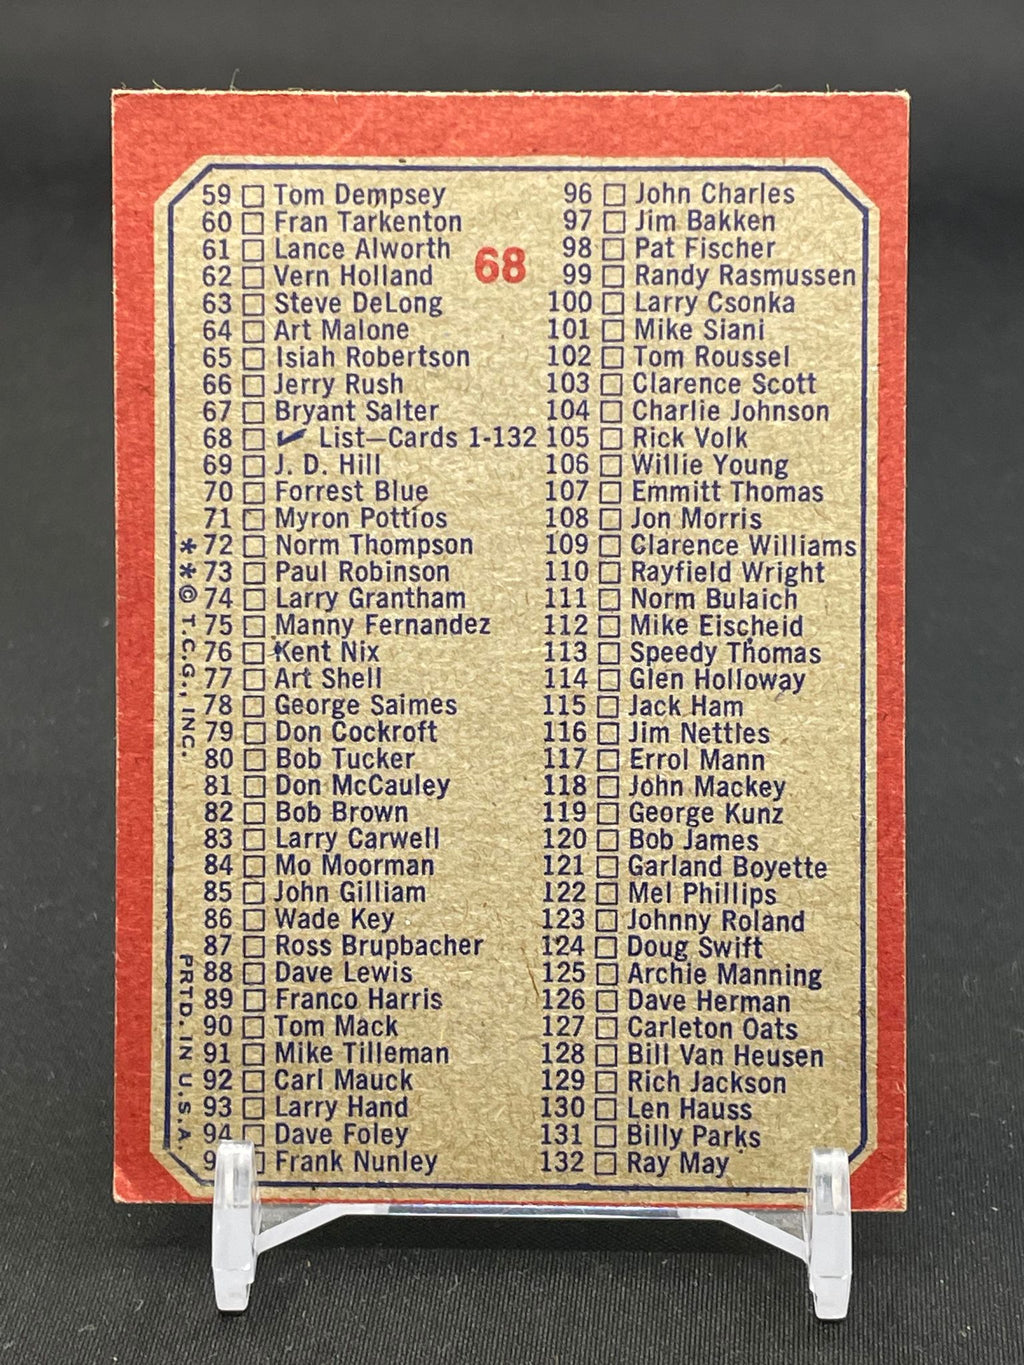 59 Tom Dempsey
60 Fran Tarkenton
61 Lance Alworth
62 Vern Holland
63 Steve DeLong
64 Art Malone
65 Isiah Robertson
66 Jerry Rush
67 Bryant Salter
68 List—Cards 1-132
69 J. D. Hill
70 Forrest Blue
71 Myron Pottios
72 Norm Thompson
73 Paul Robinson
74 Larry Grantham
75 Manny Fernandez
76 Kent Nix
77 Art Shell
78 George Saimes
79 Don Cockroft
80 Bob Tucker
81 Don McCauley
82 Bob Brown
83 Larry Carwell
84 Mo Moorman
85 John Gilliam
86 Wade Key
87 Ross Brupbacher
88 Dave Lewis
89 Franco Harris
90 Tom Mack
91 Mike Tilleman
92 Carl Mauck
93 Larry Hand
94 Dave Foley
9 Frank Nunley
68
96 John Charles
97 Jim Bakken
98 Pat Fischer
99 Randy Rasmussen
100 Larry Csonka
101 Mike Siani
102 Tom Roussel
103 Clarence Scott
104 Charlie Johnson
105 Rick Volk
106 Willie Young
107 Emmitt Thomas
108 Jon Morris
109 Clarence Williams
110 Rayfield Wright
111 Norm Bulaich
112 Mike Eischeid
113 Speedy Thomas
114 Glen Holloway
115 Jack Ham
116 Jim Nettles
117 Errol Mann
118 John Mackey
119 George Kunz
120 Bob James
121 Garland Boyette
122 Mel Phillips
123 Johnny Roland
124 Doug Swift
125 Archie Manning
126 Dave Herman
127 Carleton Oats
128 Bill Van Heusen
129 Rich Jackson
130 Len Hauss
131 Billy Parks
132 Ray May
**© T.C.G., INC. PRTD. IN U.S.A.